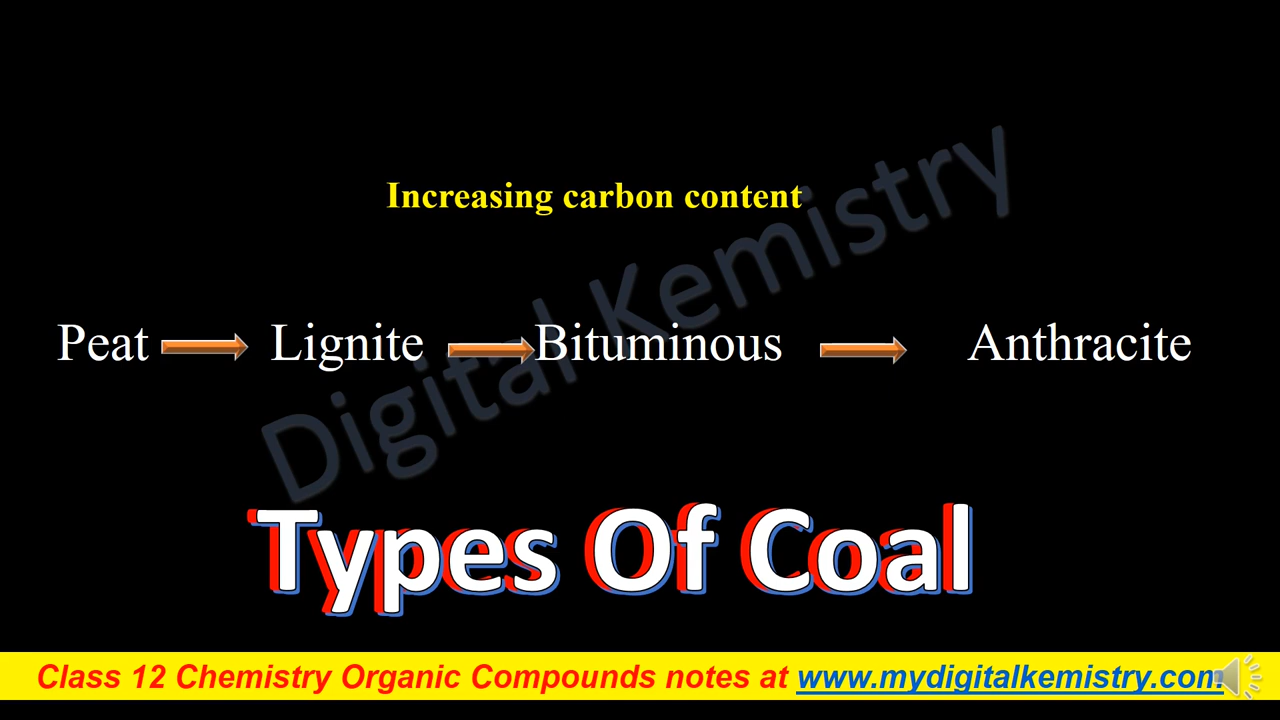 Increasing carbon content
Peat Lignite Bituminous Anthracite
Digital Kemistry
Types Of Coal
Class 12 Chemistry Organic Compounds notes at www.mydigitalkemistry.com.